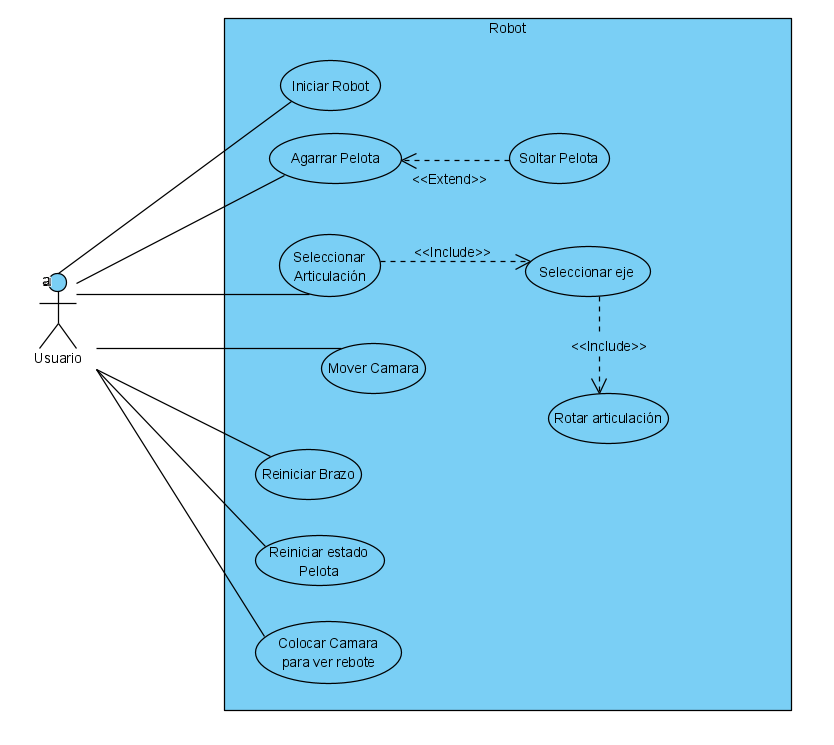 Robot
Iniciar Robot
Agarrar Pelota
Soltar Pelota
<<Extend>>
Seleccionar
Articulación
<<Include>>
Seleccionar eje
a
Usuario
<<Include>>
Mover Camara
Rotar articulación
Reiniciar Brazo
Reiniciar estado
Pelota
Colocar Camara
para ver rebote